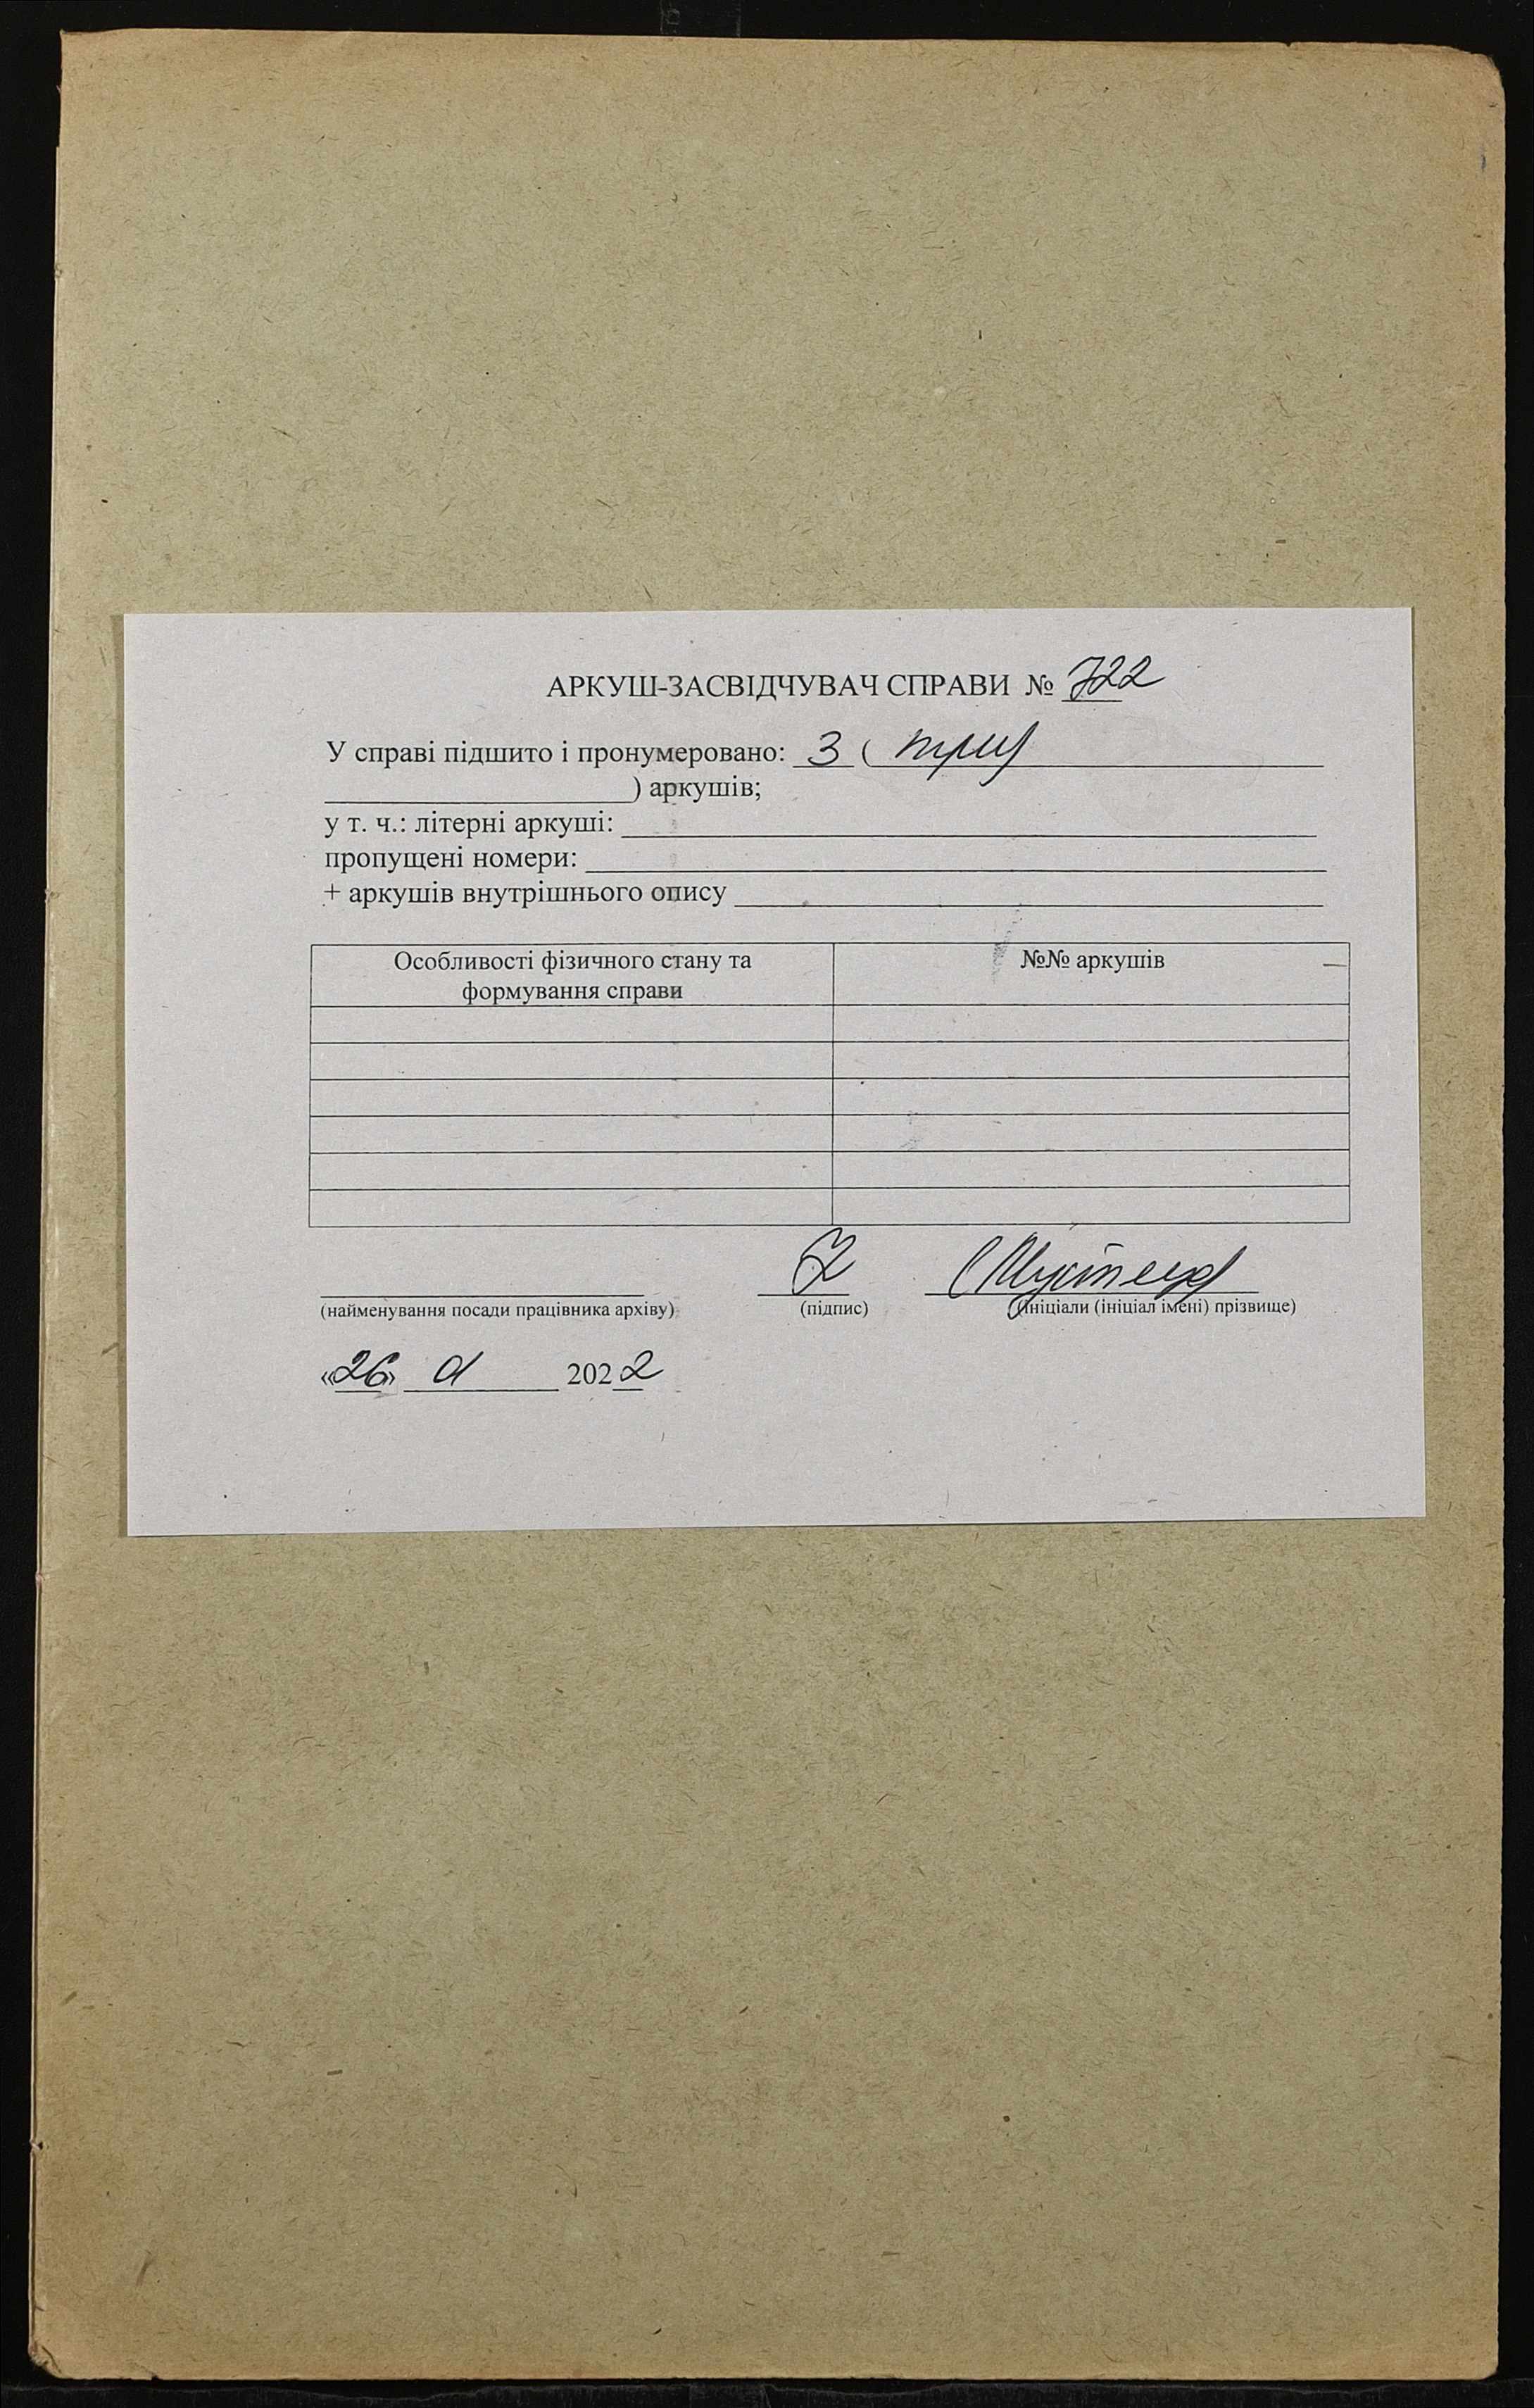 АРКУШ-ЗАСВІДЧУВАЧ СПРАВИ № 722
У справі підшито і пронумеровано: 3 ( три
) аркушів;
у т. ч.: літерні аркуші:
пропущені номери:
+ аркушів внутрішнього опису
Особливості фізичного стану та
формування справи
№№ аркушів
(найменування посади працівника архіву)
(підпис)
(ініціали (ініціал імені) прізвище)
«26» 2022